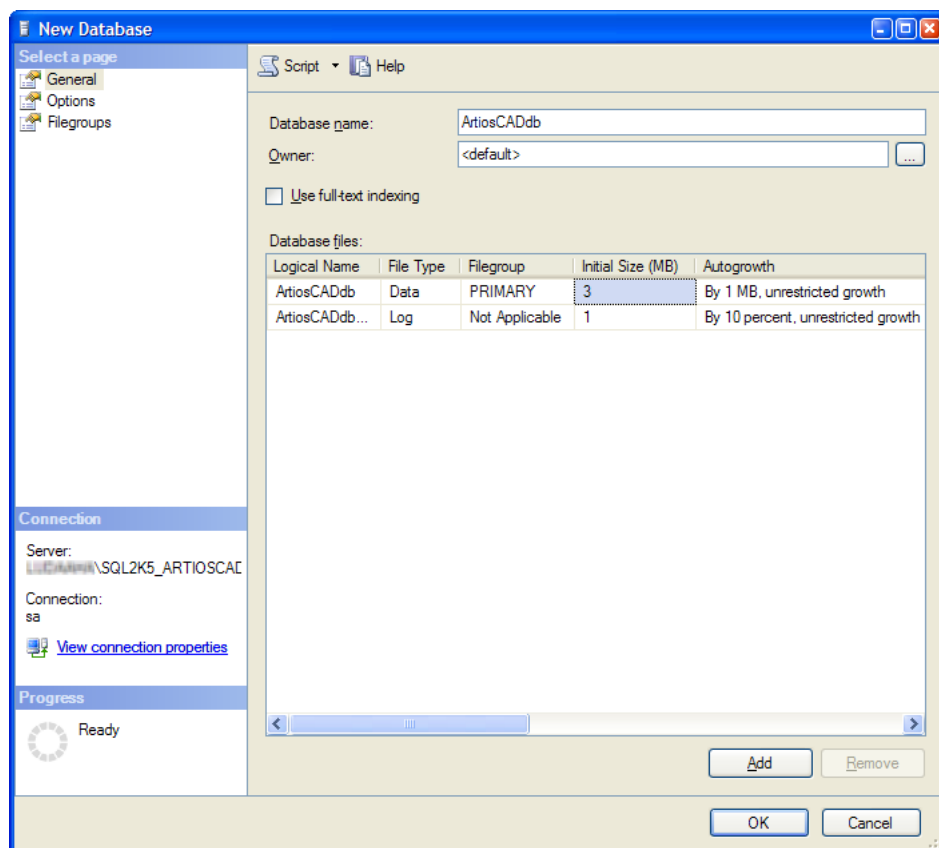 New Database
Select a page
General
Options
Filegroups
Script
Help
Database name:
ArtiosCADdb
Owner:
<default>
...
Use full-text indexing
Database files:
Logical Name File Type Filegroup Initial Size (MB) Autogrowth
ArtiosCADdb Data PRIMARY 3 By 1 MB, unrestricted growth
ArtiosCADdb... Log Not Applicable 1 By 10 percent, unrestricted growth
Connection
Server:
\SQL2K5_ARTIOSCAD
Connection:
sa
View connection properties
Progress
Ready
Add
Remove
OK
Cancel